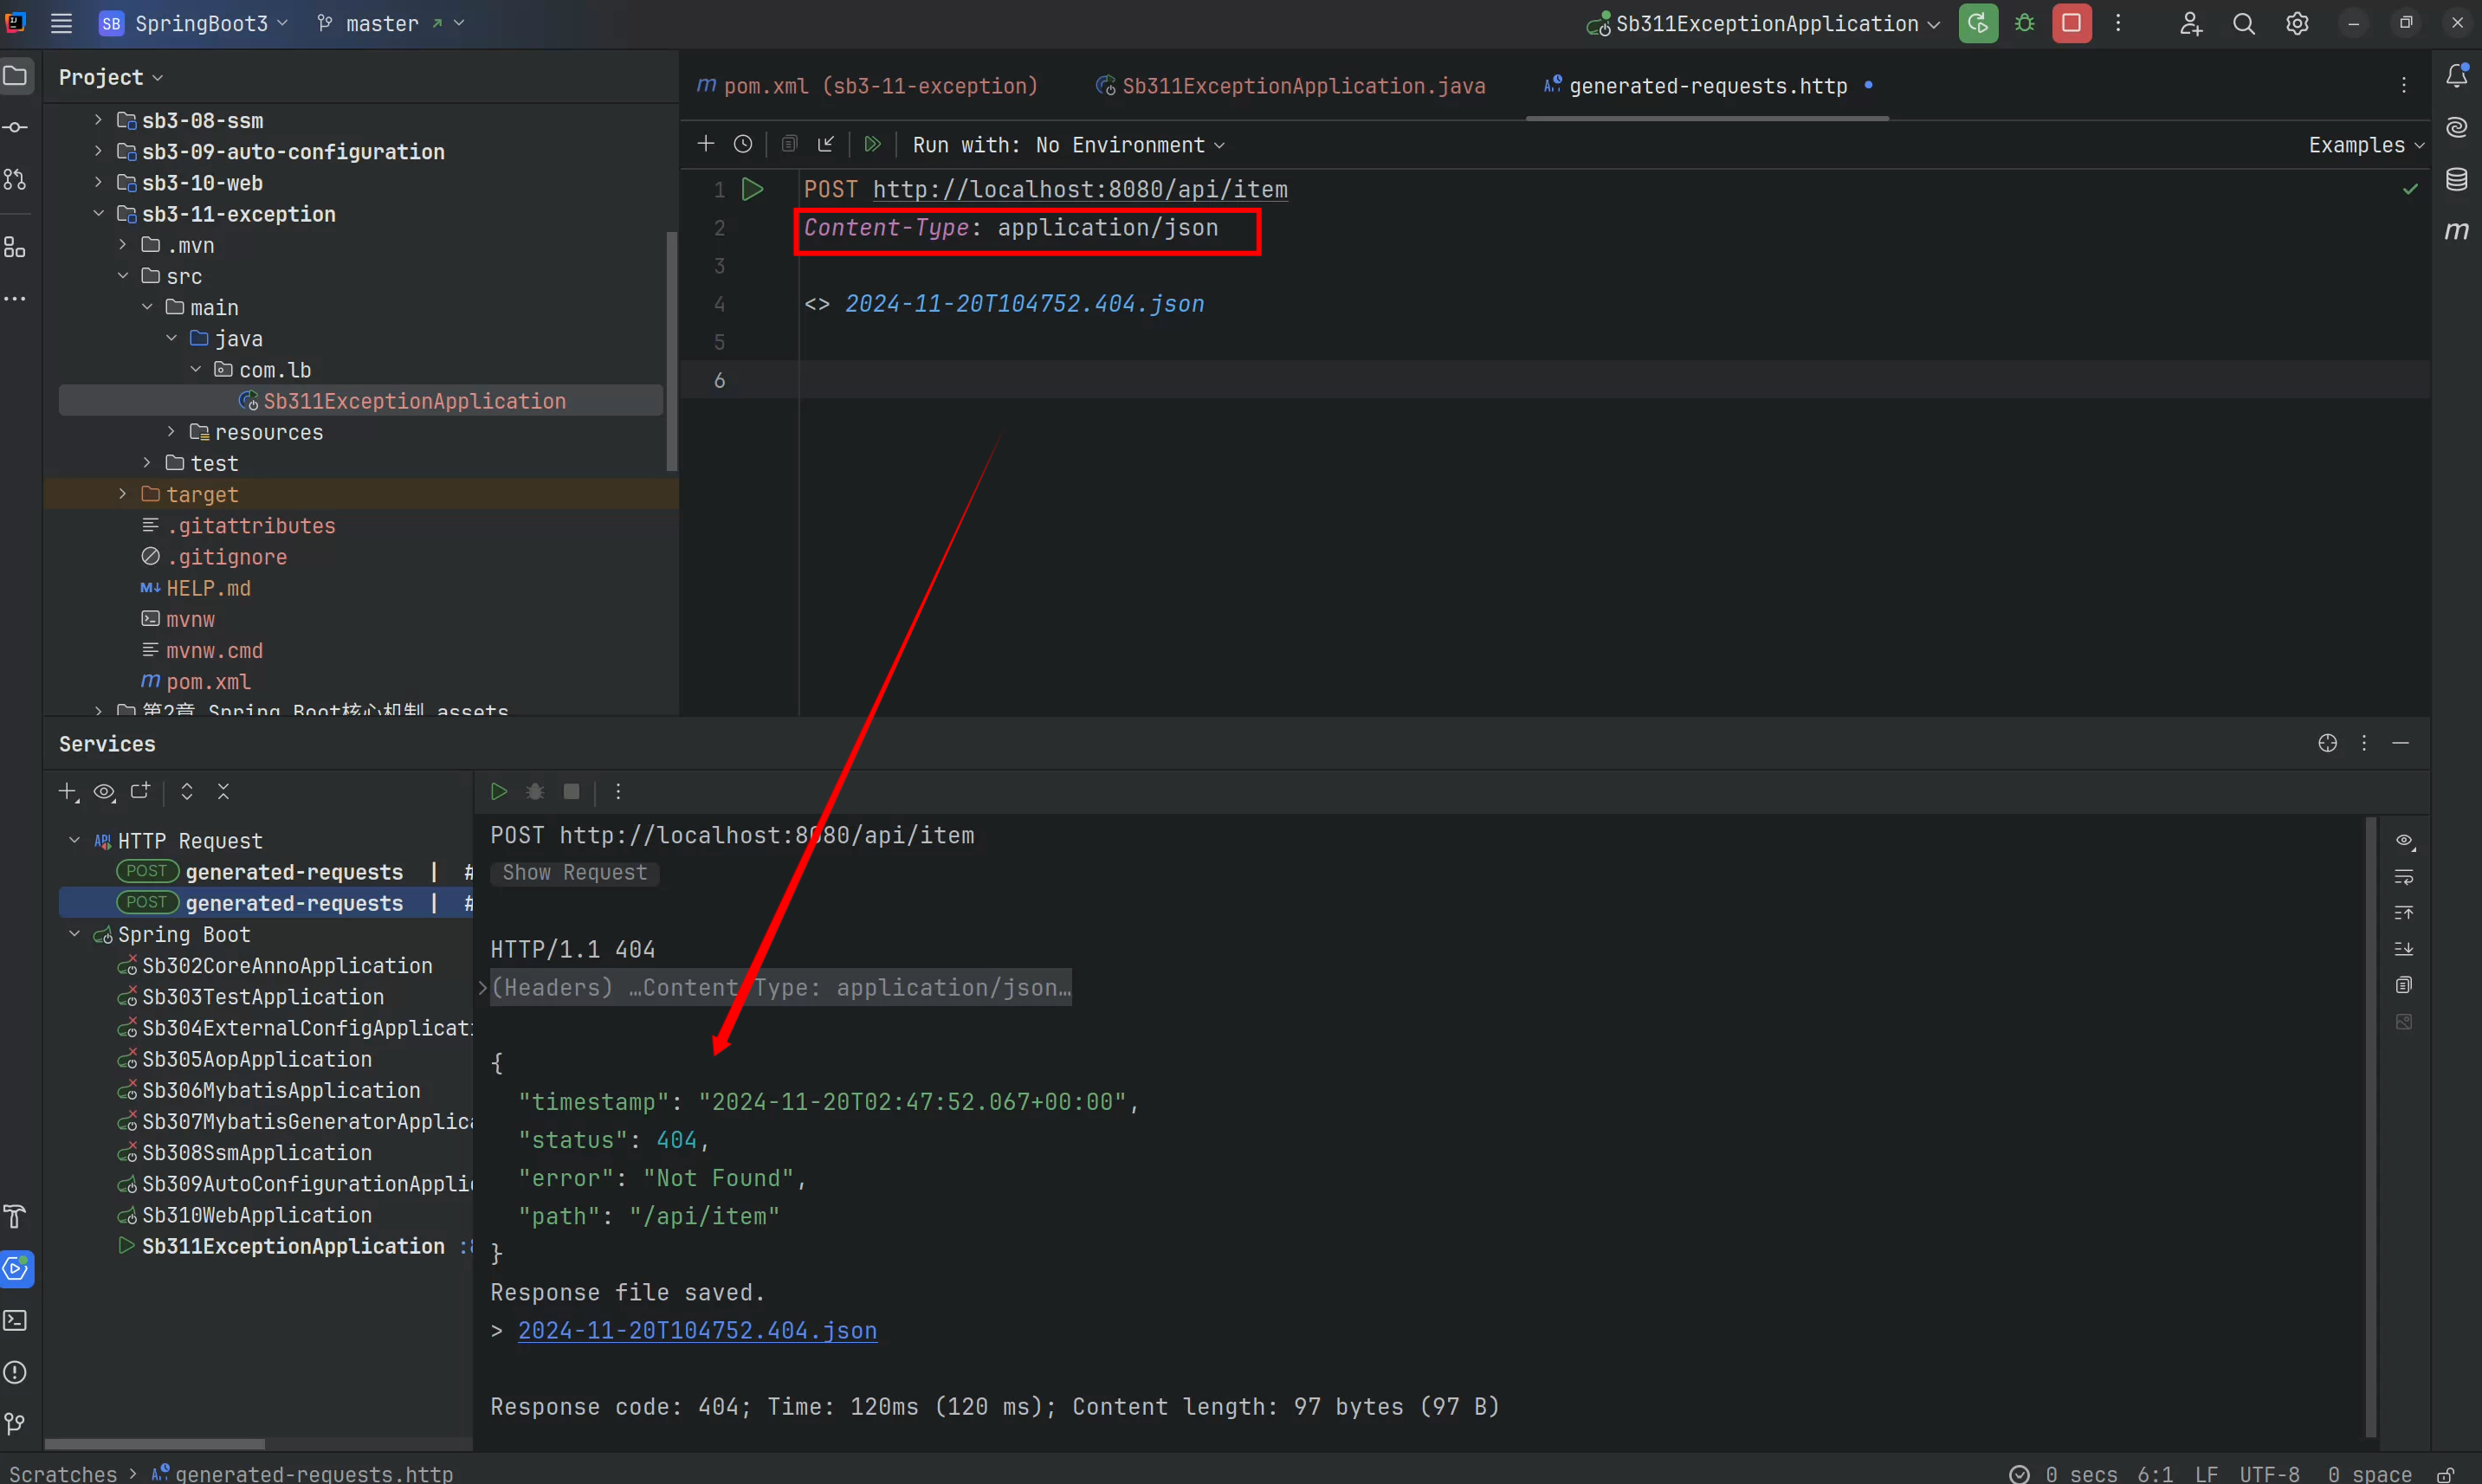 SB SpringBoot3 master Sb311ExceptionApplication
Project
sb3-08-ssm
sb3-09-auto-configuration
sb3-10-web
sb3-11-exception
.mvn
src
main
java
com.lb
Sb311ExceptionApplication
resources
test
target
.gitattributes
.gitignore
M↓ HELP.md
mvnw
mvnw.cmd
m pom.xml
第2章 Spring Boot核心机制 assets
m pom.xml (sb3-11-exception) Sb311ExceptionApplication.java API generated-requests.http
Run with: No Environment Examples
1 POST http://localhost:8080/api/item
2 Content-Type: application/json
3
4 <> 2024-11-20T104752.404.json
5
6
m
Services
HTTP Request
POST generated-requests | #
POST generated-requests | #
Spring Boot
Sb302CoreAnnoApplication
Sb303TestApplication
Sb304ExternalConfigApplicati
Sb305AopApplication
Sb306MybatisApplication
Sb307MybatisGeneratorApplica
Sb308SsmApplication
Sb309AutoConfigurationApplic
Sb310WebApplication
Sb311ExceptionApplication :8
POST http://localhost:8080/api/item
Show Request
HTTP/1.1 404
(Headers) …Content-Type: application/json…
{
"timestamp": "2024-11-20T02:47:52.067+00:00",
"status": 404,
"error": "Not Found",
"path": "/api/item"
}
Response file saved.
> 2024-11-20T104752.404.json
Response code: 404; Time: 120ms (120 ms); Content length: 97 bytes (97 B)
Scratches > API generated-requests.http 0 secs 6:1 LF UTF-8 0 space